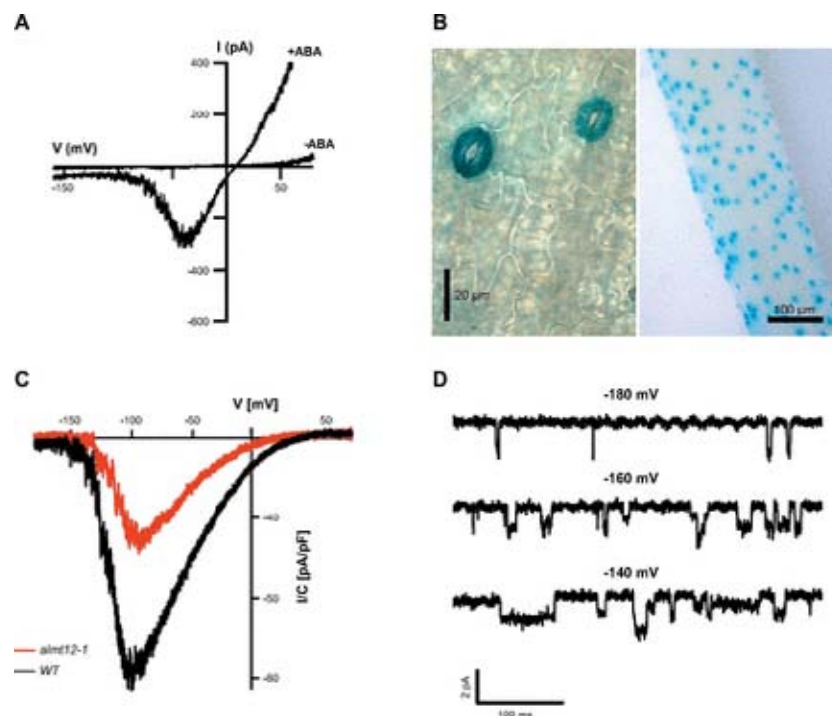 A
I (pA)
+ABA
400
200
V (mV)
-ABA
-150
50
-400
-600
B
20 µm
µm
C
V [mV]
-150
-100
-50
50
-40
-50
-60
I/C [pA/pF]
almt12-1
WT
D
-180 mV
-160 mV
-140 mV
2 pA